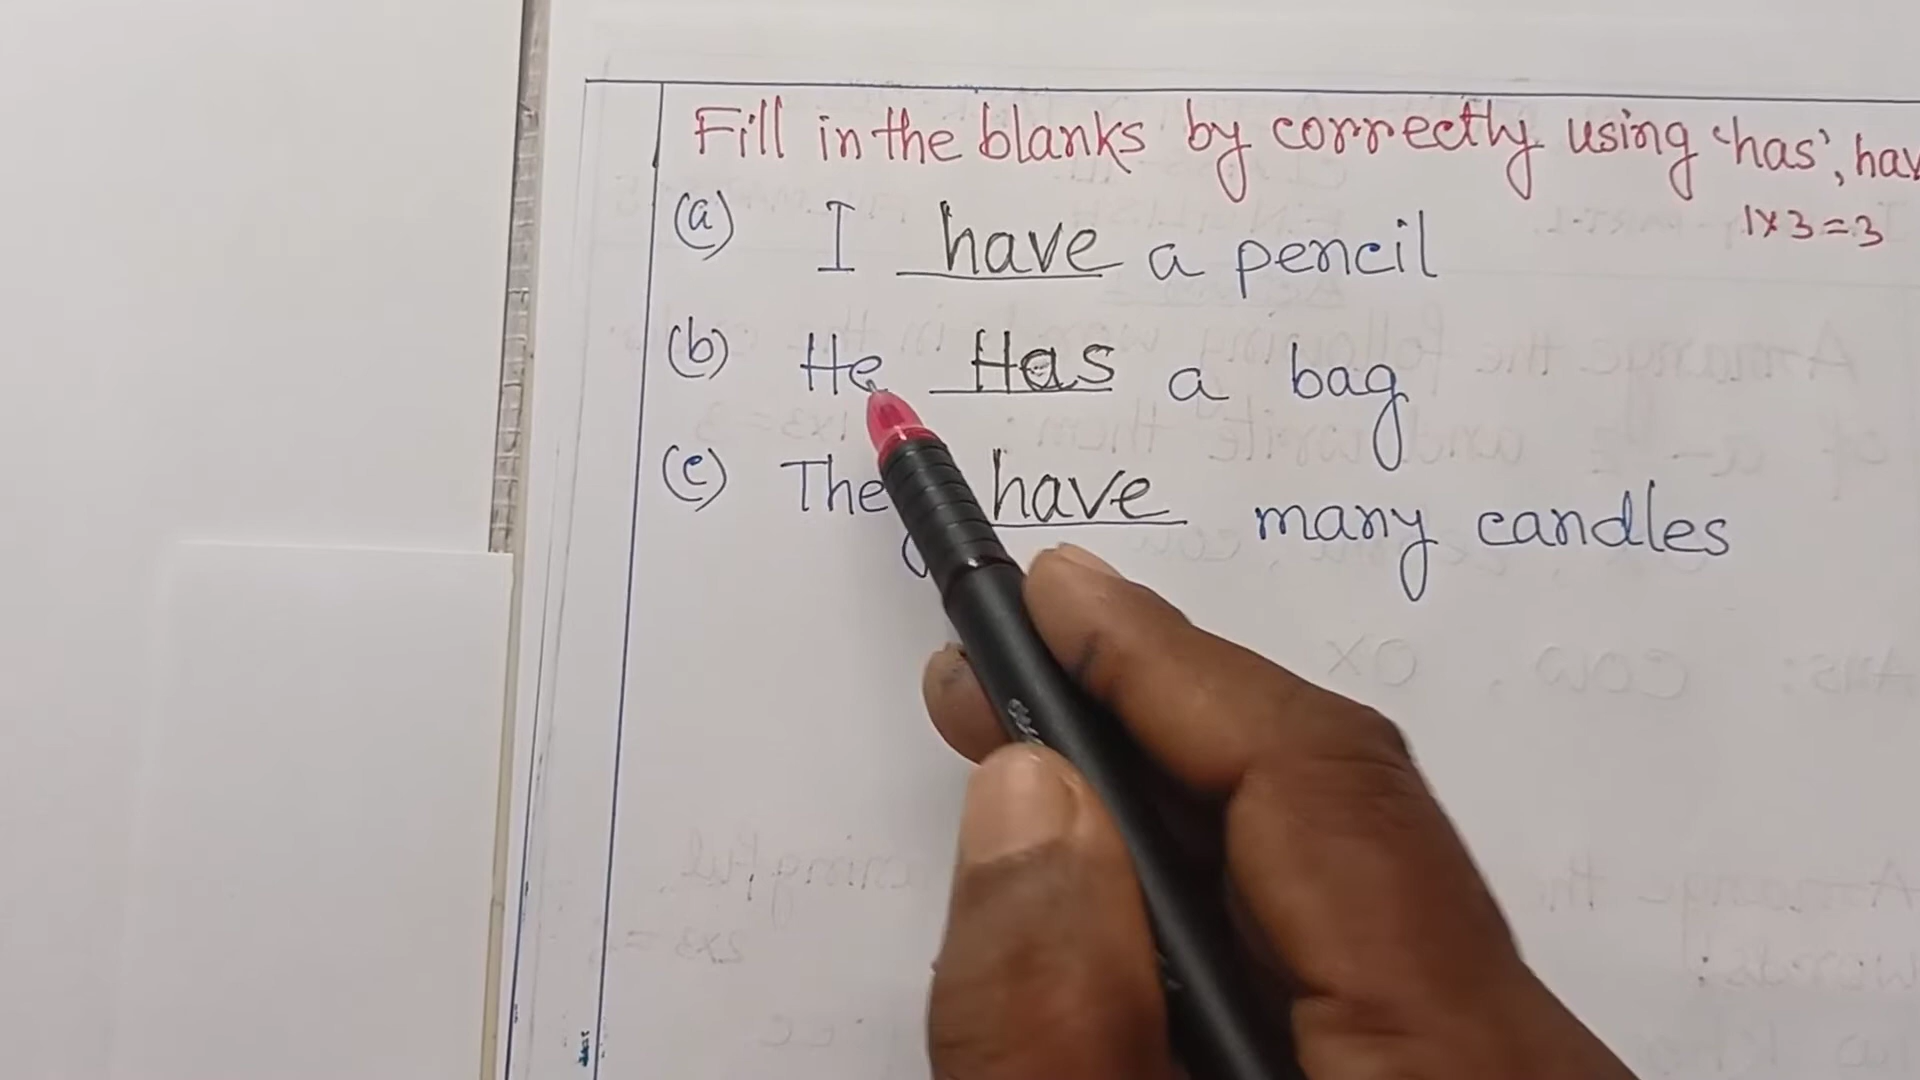 Fill in the blanks by correctly using 'has', hav
1×3=3
(a) I have a pencil
(b) He Has a bag
(c) They have many candles